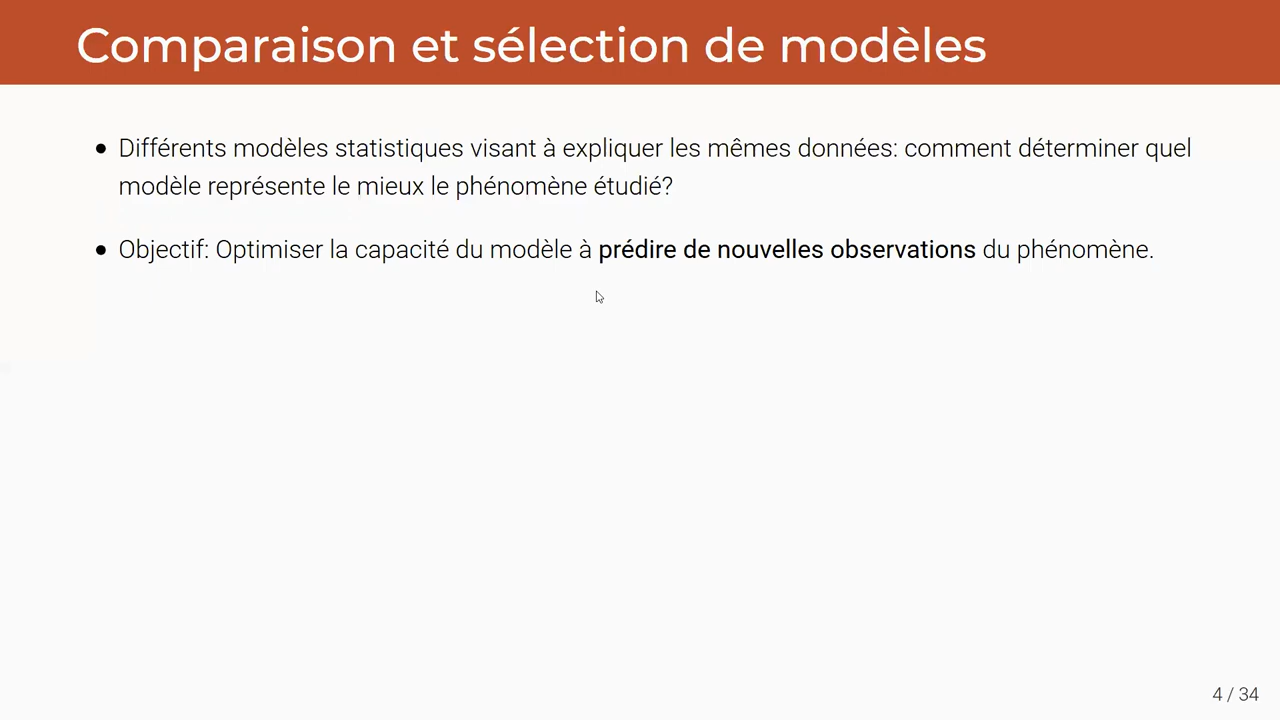 Comparaison et sélection de modèles
• Différents modèles statistiques visant à expliquer les mêmes données: comment déterminer quel
modèle représente le mieux le phénomène étudié?
• Objectif: Optimiser la capacité du modèle à prédire de nouvelles observations du phénomène.
4 / 34